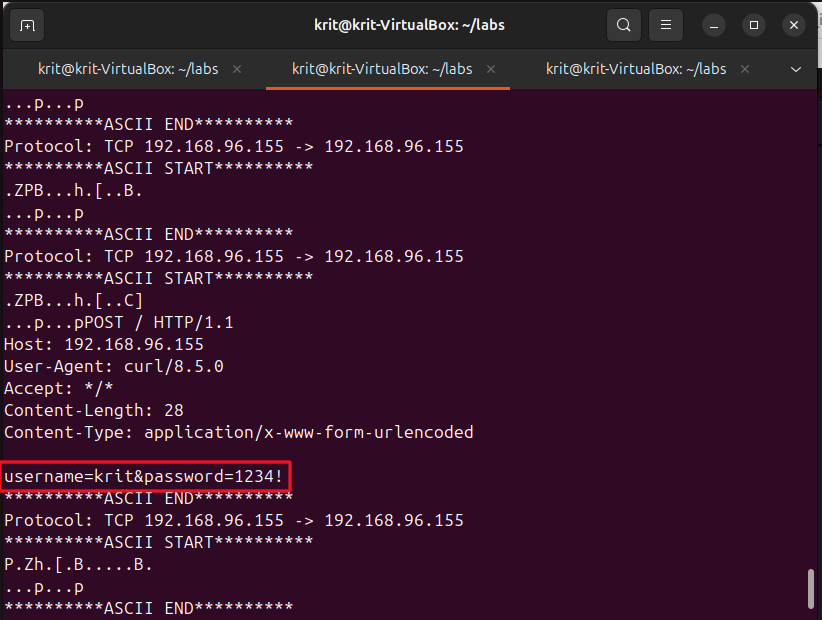 krit@krit-VirtualBox: ~/labs
krit@krit-VirtualBox: ~/labs
krit@krit-VirtualBox: ~/labs
krit@krit-VirtualBox: ~/labs
...p...p
**********ASCII END**********
Protocol: TCP 192.168.96.155 -> 192.168.96.155
**********ASCII START**********
.ZPB...h.[..B.
...p...p
**********ASCII END**********
Protocol: TCP 192.168.96.155 -> 192.168.96.155
**********ASCII START**********
.ZPB...h.[..C]
...p...pPOST / HTTP/1.1
Host: 192.168.96.155
User-Agent: curl/8.5.0
Accept: */*
Content-Length: 28
Content-Type: application/x-www-form-urlencoded
username=krit&password=1234!
**********ASCII END**********
Protocol: TCP 192.168.96.155 -> 192.168.96.155
**********ASCII START**********
P.Zh.[.B.....B.
...p...p
**********ASCII END**********